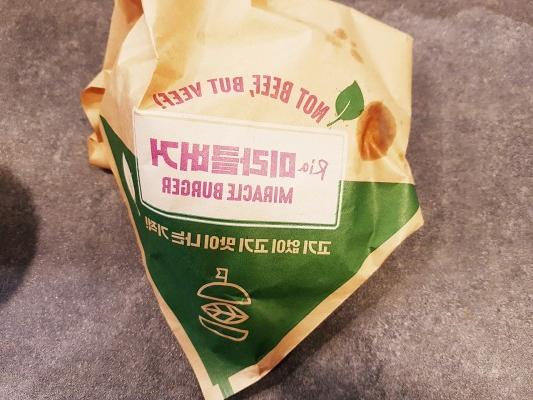 NOT BEEF, BUT VEEF)
Ria 미라클버거
MIRACLE BURGER
고기 없이 고기 맛이 나는 기적!